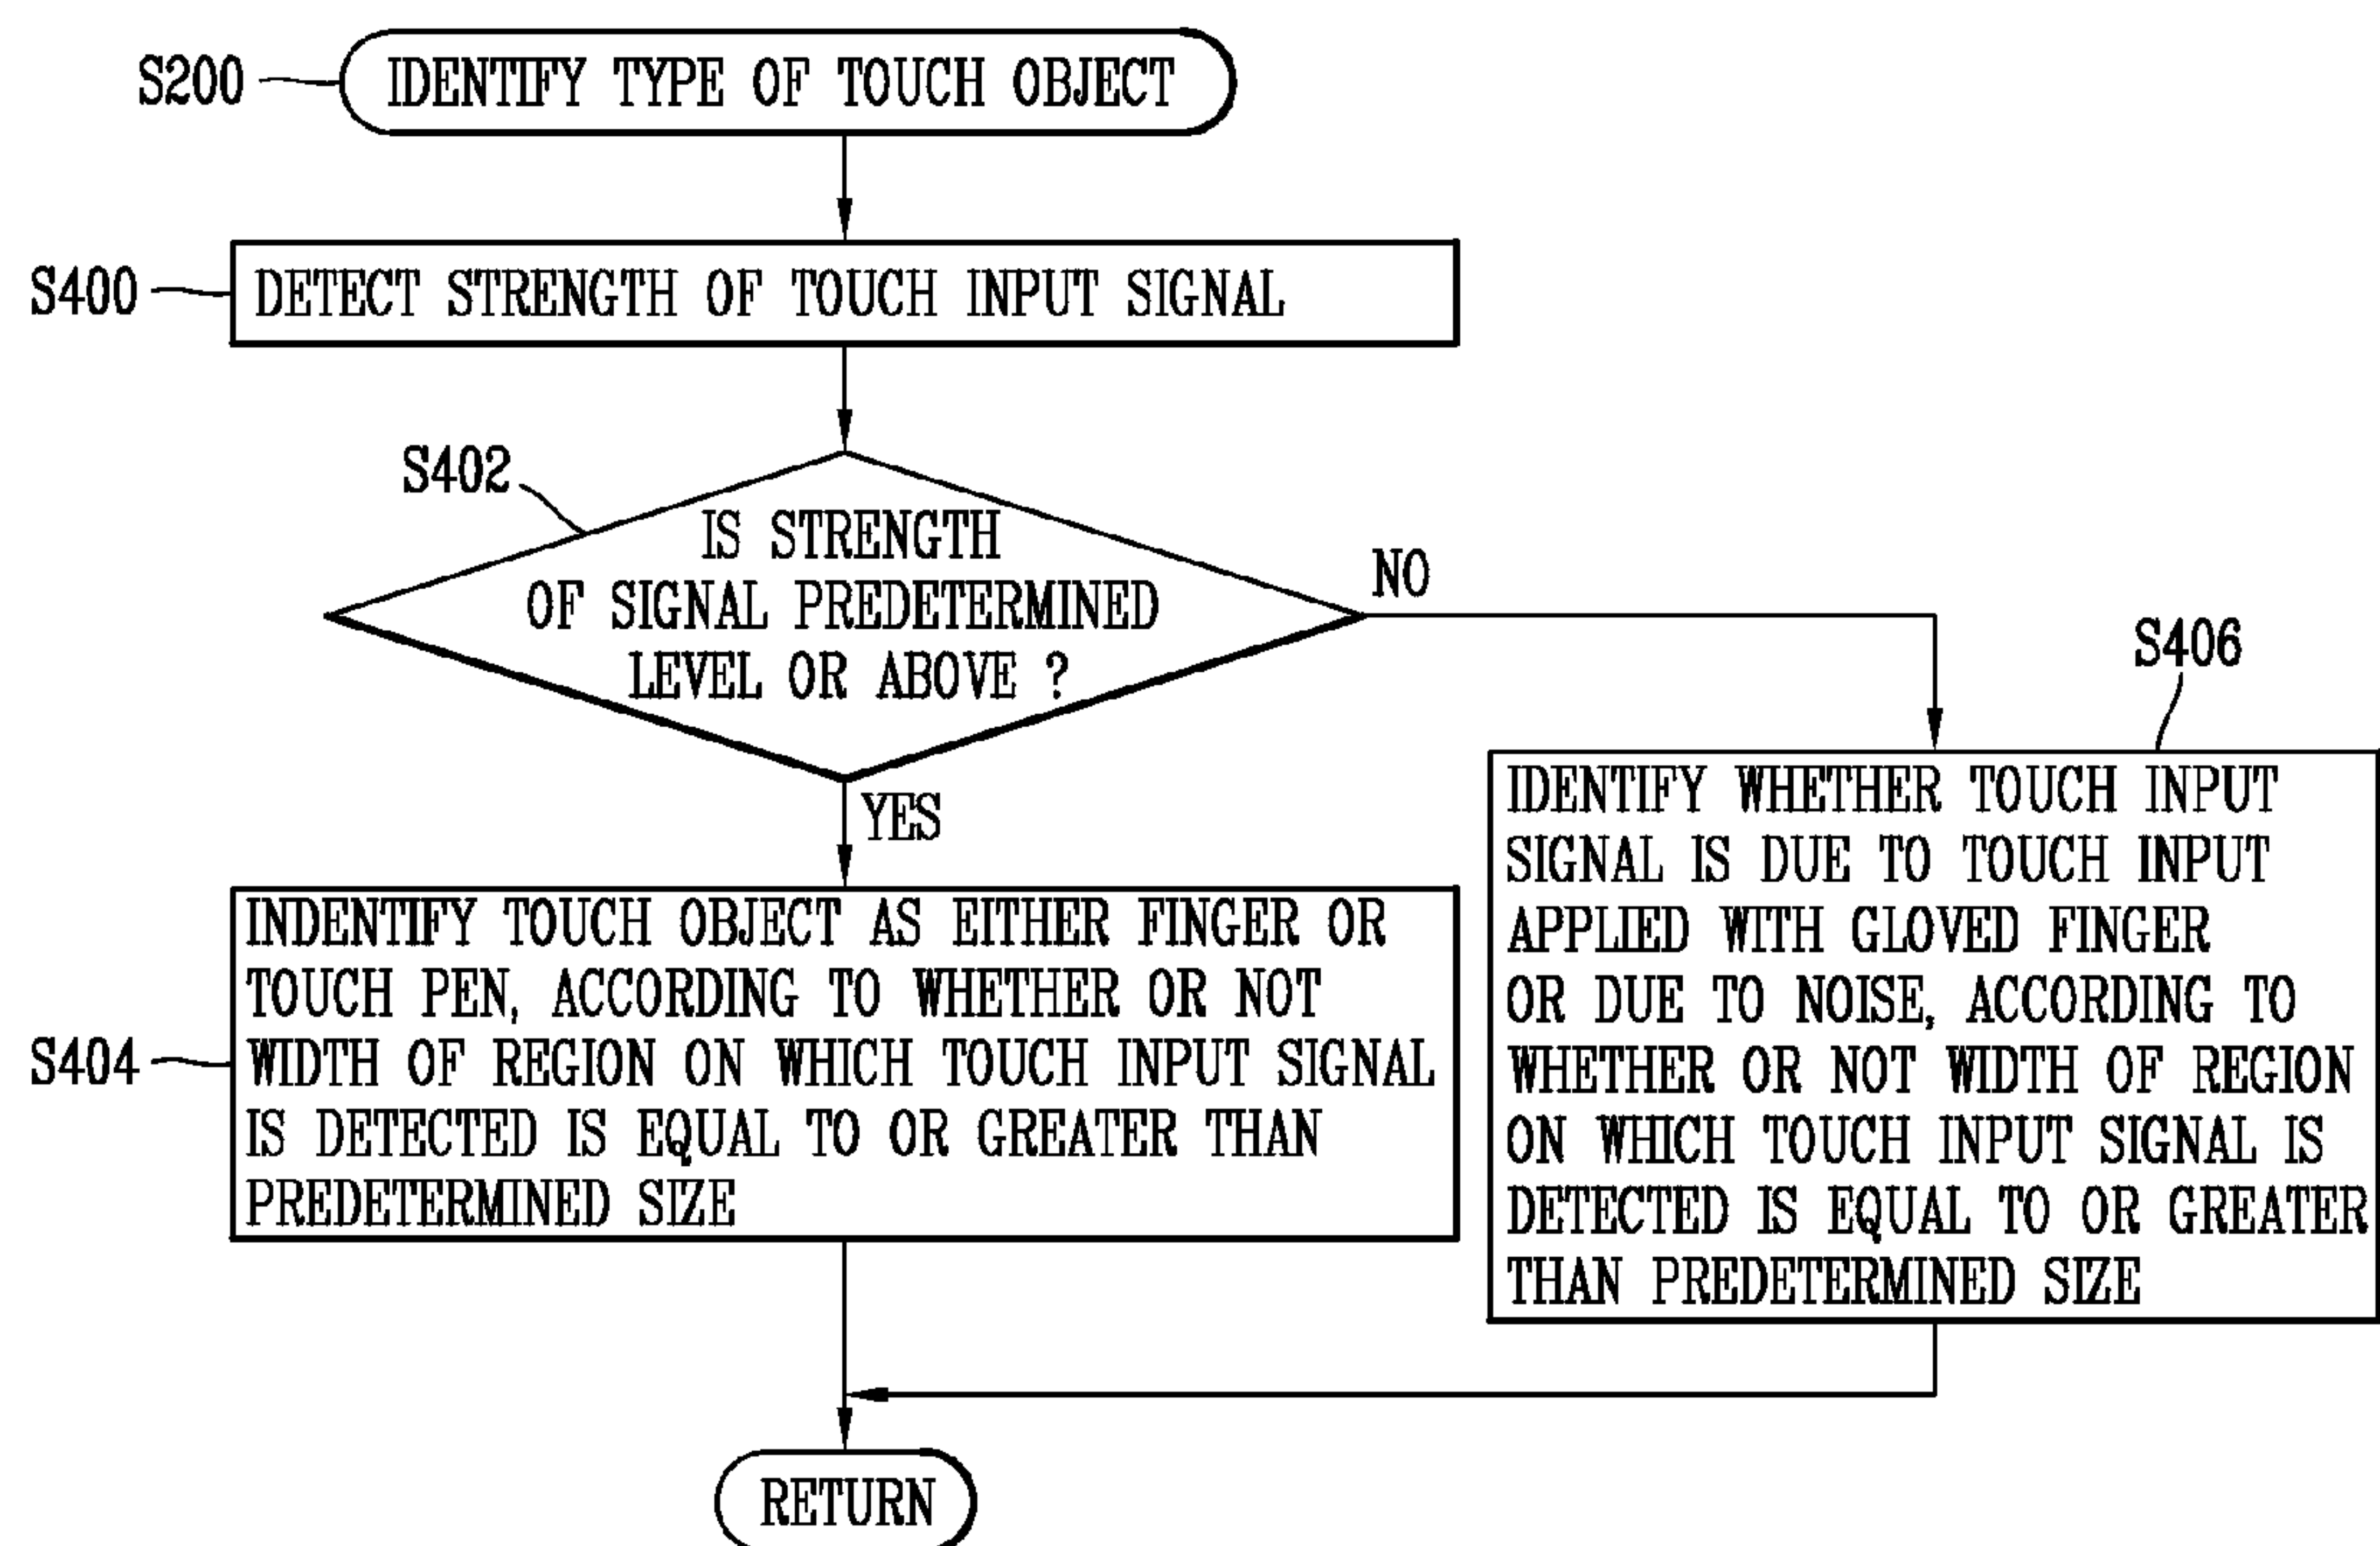 S200
IDENTIFY TYPE OF TOUCH OBJECT
S400
DETECT STRENGTH OF TOUCH INPUT SIGNAL
S402
IS STRENGTH
OF SIGNAL PREDETERMINED
LEVEL OR ABOVE ?
NO
YES
S404
INDENTIFY TOUCH OBJECT AS EITHER FINGER OR
TOUCH PEN, ACCORDING TO WHETHER OR NOT
WIDTH OF REGION ON WHICH TOUCH INPUT SIGNAL
IS DETECTED IS EQUAL TO OR GREATER THAN
PREDETERMINED SIZE
S406
IDENTIFY WHETHER TOUCH INPUT
SIGNAL IS DUE TO TOUCH INPUT
APPLIED WITH GLOVED FINGER
OR DUE TO NOISE, ACCORDING TO
WHETHER OR NOT WIDTH OF REGION
ON WHICH TOUCH INPUT SIGNAL IS
DETECTED IS EQUAL TO OR GREATER
THAN PREDETERMINED SIZE
RETURN